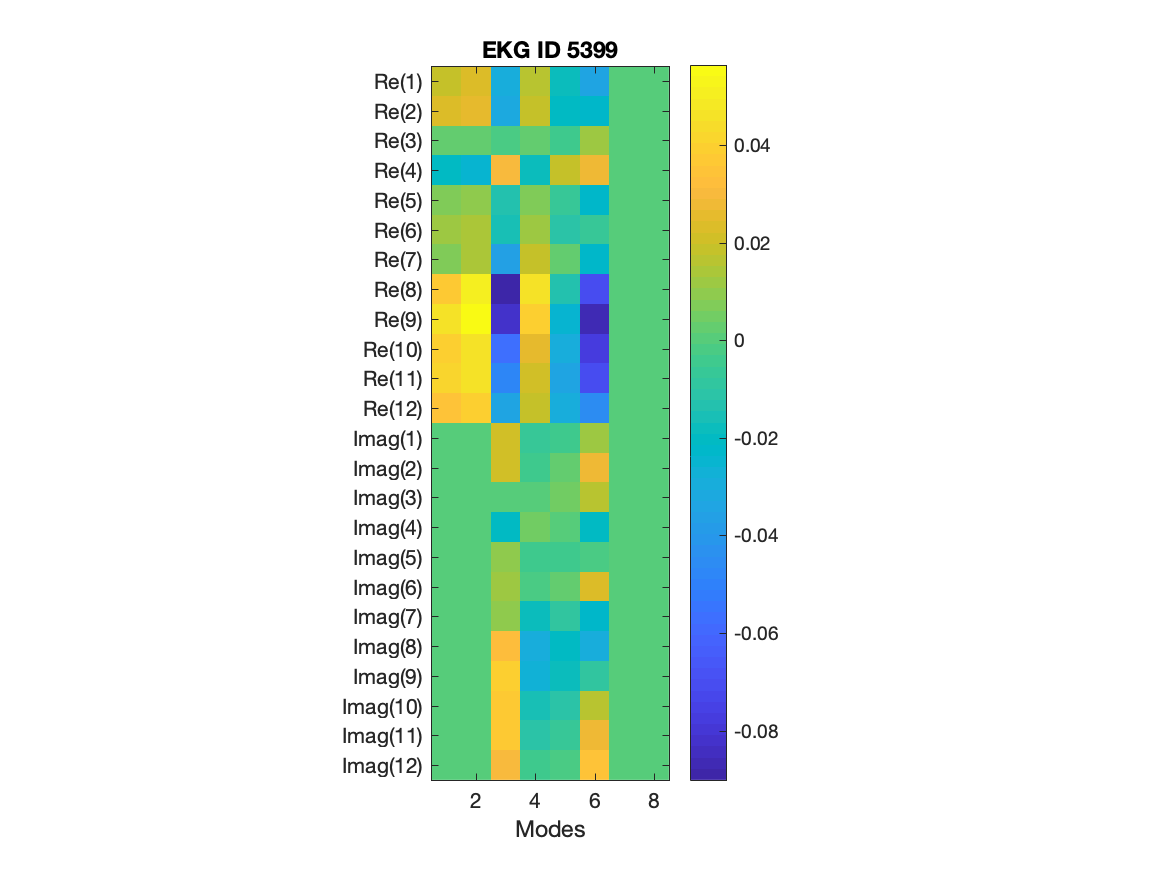 EKG ID 5399
Re(1)
Re(2)
Re(3)
Re(4)
Re(5)
Re(6)
Re(7)
Re(8)
Re(9)
Re(10)
Re(11)
Re(12)
Imag(1)
Imag(2)
Imag(3)
Imag(4)
Imag(5)
Imag(6)
Imag(7)
Imag(8)
Imag(9)
Imag(10)
Imag(11)
Imag(12)
2 4 6 8
Modes
0.04
0.02
0
-0.02
-0.04
-0.06
-0.08